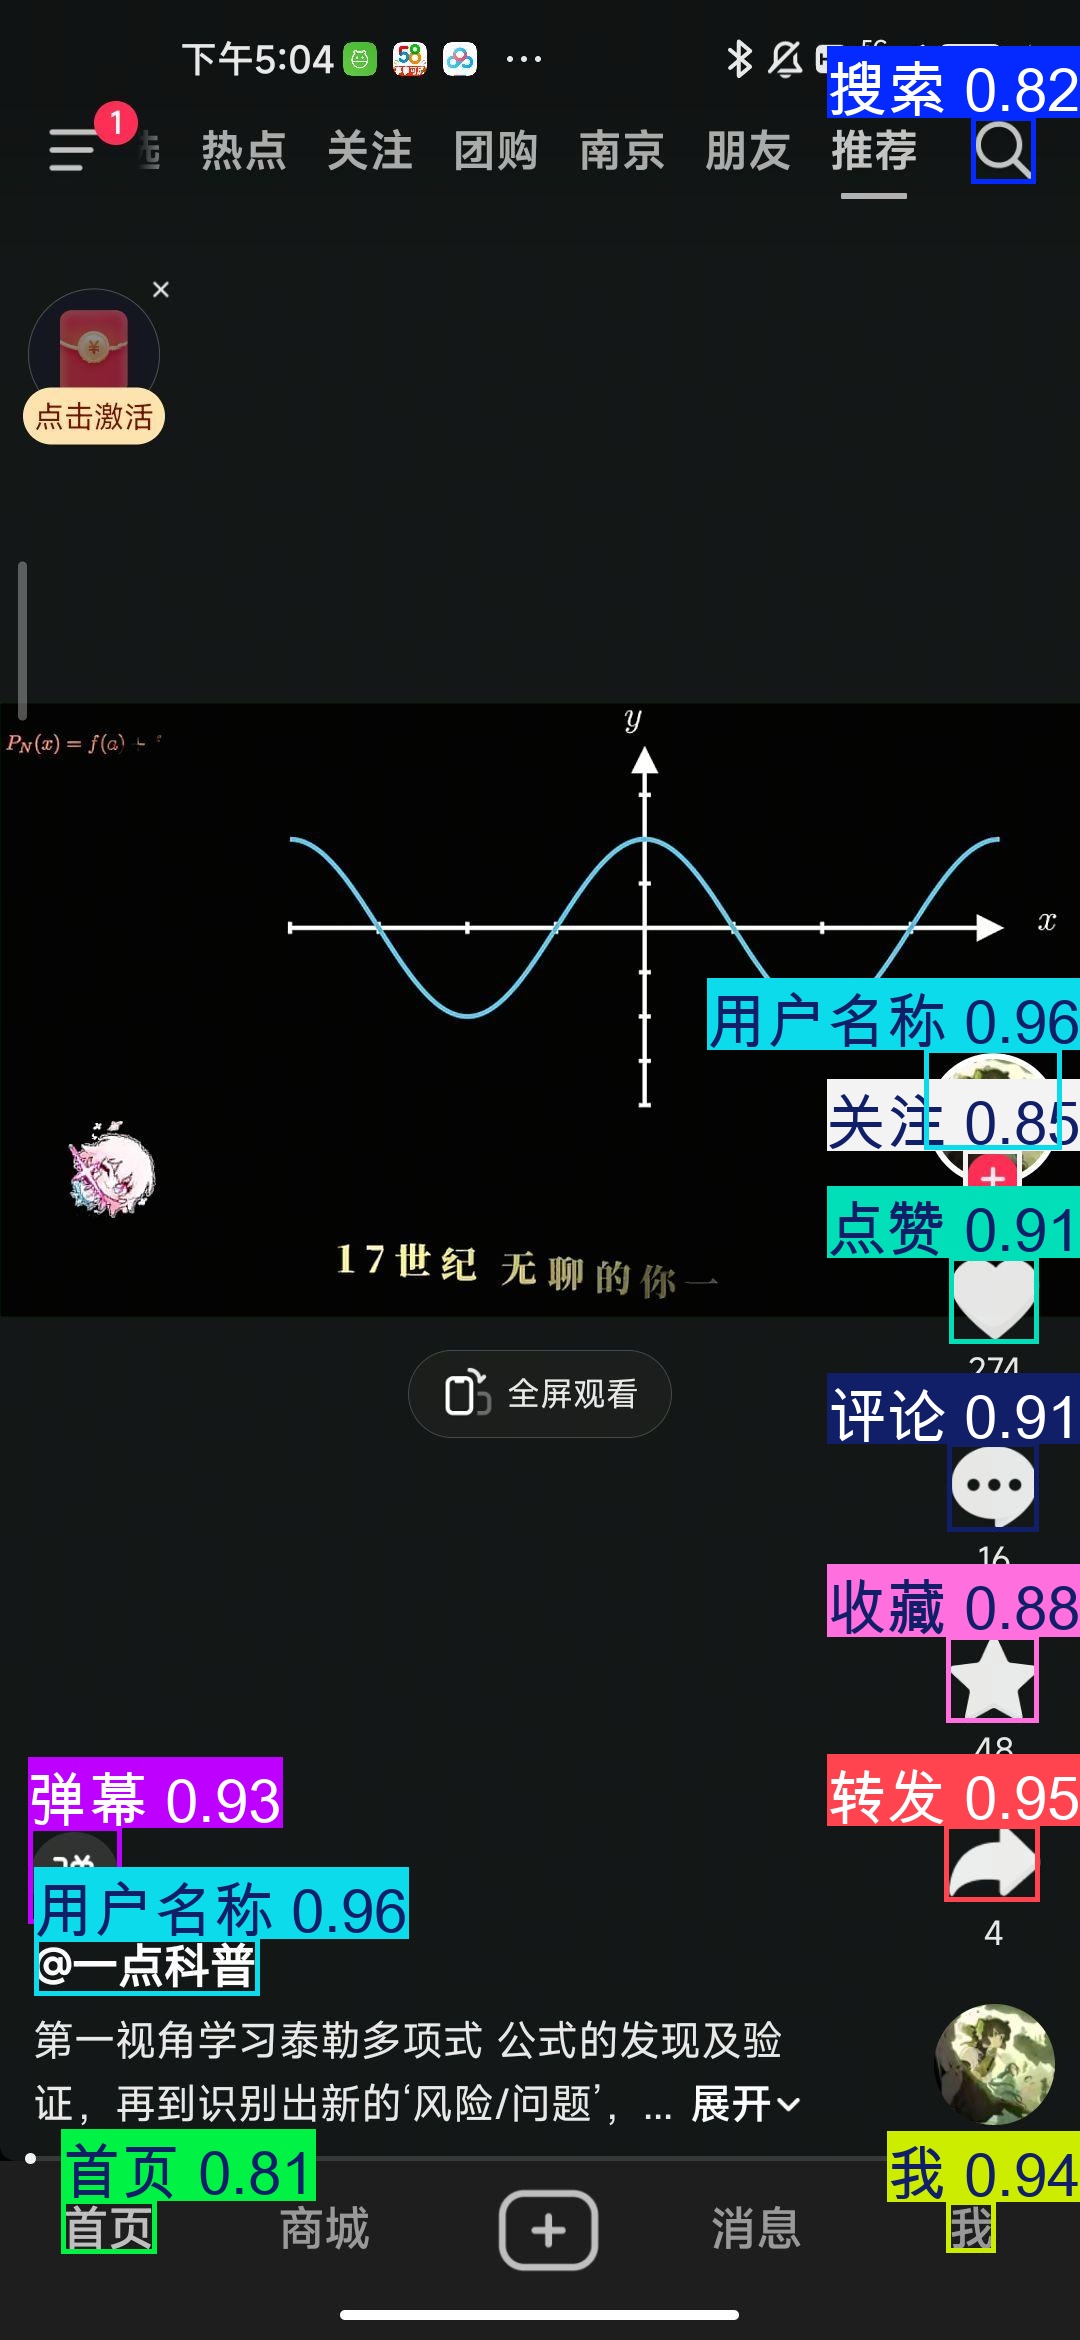 下午5:04
搜索 0.82
1
热点 关注 团购 南京 朋友 推荐
点击激活
y
P_N(x) = f(a) +
x
用户名称 0.96
关注 0.85
点赞 0.91
17世纪 无聊的你一
274
全屏观看
评论 0.91
16
收藏 0.88
48
转发 0.95
弹幕 0.93
用户名称 0.96
4
@一点科普
第一视角学习泰勒多项式 公式的发现及验
证，再到识别出新的‘风险/问题’，... 展开
首页 0.81
我 0.94
首页 商城 消息 我